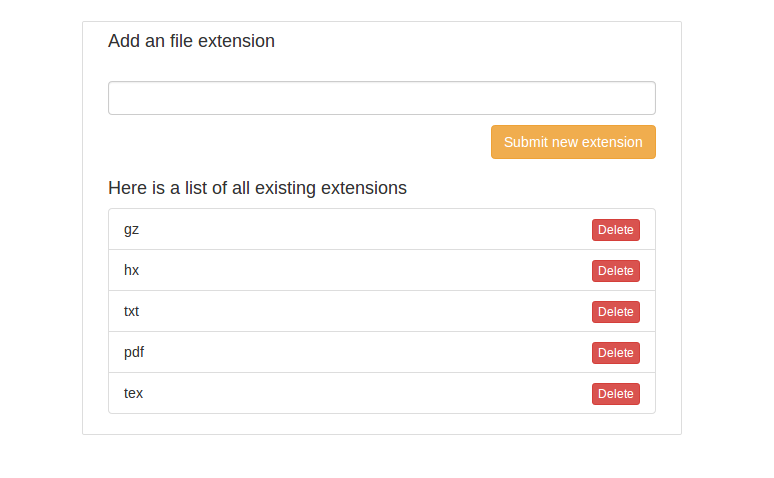 Add an file extension
Submit new extension
Here is a list of all existing extensions
gz Delete
hx Delete
txt Delete
pdf Delete
tex Delete